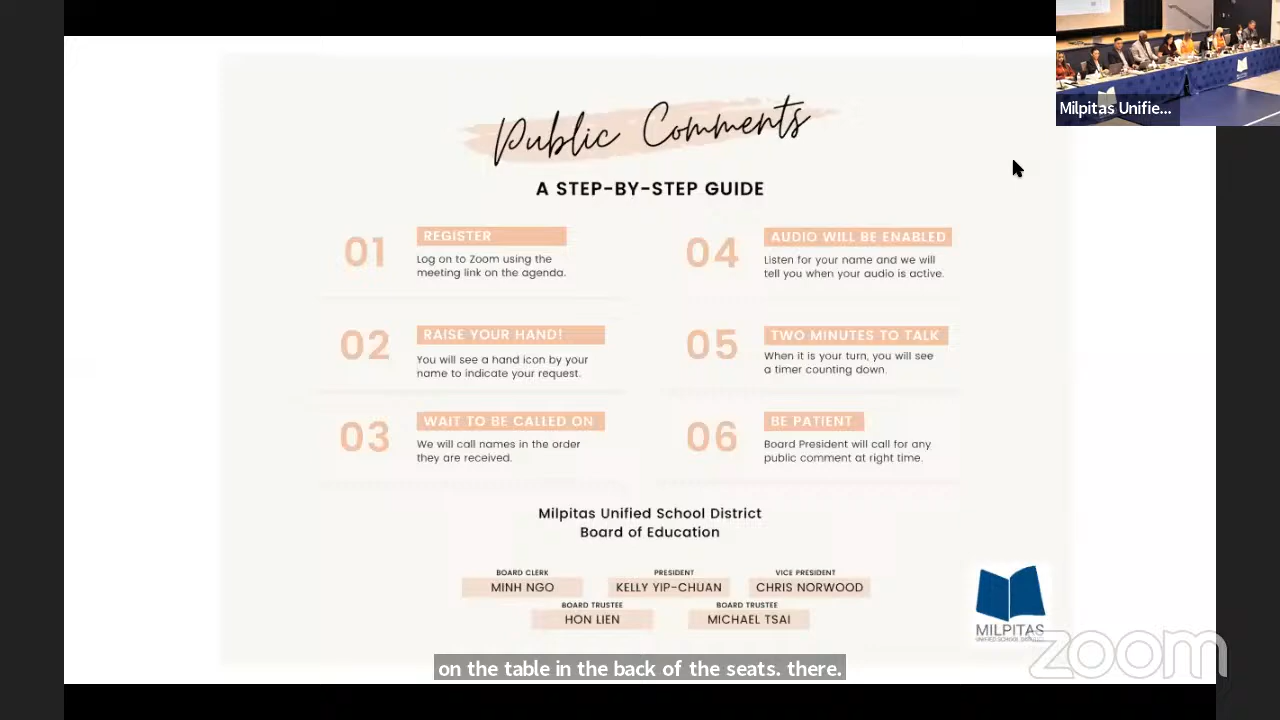 Milpitas Unifie...
Public Comments
A STEP-BY-STEP GUIDE
01
REGISTER
Log on to Zoom using the
meeting link on the agenda.
02
RAISE YOUR HAND!
You will see a hand icon by your
name to indicate your request.
03
WAIT TO BE CALLED ON
We will call names in the order
they are received.
04
AUDIO WILL BE ENABLED
Listen for your name and we will
tell you when your audio is active.
05
TWO MINUTES TO TALK
When it is your turn, you will see
a timer counting down.
06
BE PATIENT
Board President will call for any
public comment at right time.
Milpitas Unified School District
Board of Education
BOARD CLERK
MINH NGO
PRESIDENT
KELLY YIP-CHUAN
VICE PRESIDENT
CHRIS NORWOOD
BOARD TRUSTEE
HON LIEN
BOARD TRUSTEE
MICHAEL TSAI
MILPITAS
UNIFIED SCHOOL DISTRICT
zoom
on the table in the back of the seats. there.